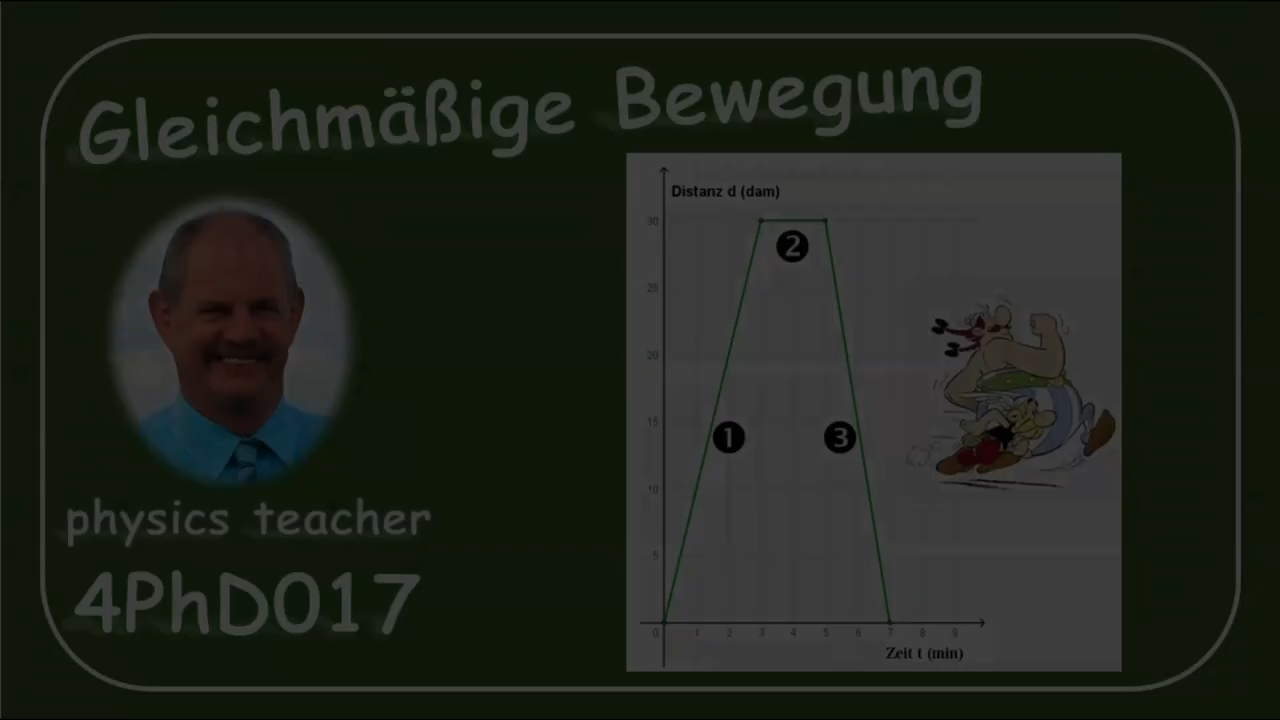 Gleichmäßige Bewegung
physics teacher
4PhD017
Distanz d (dam)
30
25
20
15
10
5
0 1 2 3 4 5 6 7 8 9
Zeit t (min)
1
2
3